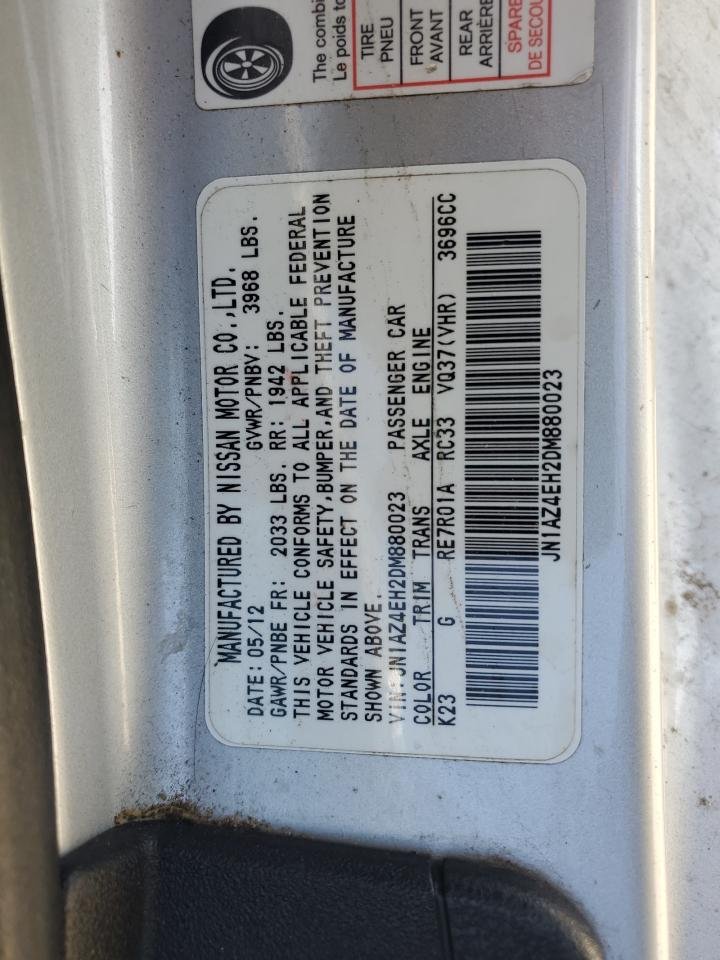 The combi
Le poids to
TIRE
PNEU
FRONT
AVANT
REAR
ARRIÈRE
SPARE
DE SECOU
MANUFACTURED BY NISSAN MOTOR CO.,LTD.
DATE: 05/12 GVWR/PNBV: 3968 LBS.
GAWR/PNBE FR: 2033 LBS. RR: 1942 LBS.
THIS VEHICLE CONFORMS TO ALL APPLICABLE FEDERAL
MOTOR VEHICLE SAFETY,BUMPER,AND THEFT PREVENTION
STANDARDS IN EFFECT ON THE DATE OF MANUFACTURE
SHOWN ABOVE.
VIN:JN1AZ4EH2DM880023 PASSENGER CAR
COLOR TRIM TRANS AXLE ENGINE
K23 G RE7R01A RC33 VQ37(VHR) 3696CC
JN1AZ4EH2DM880023